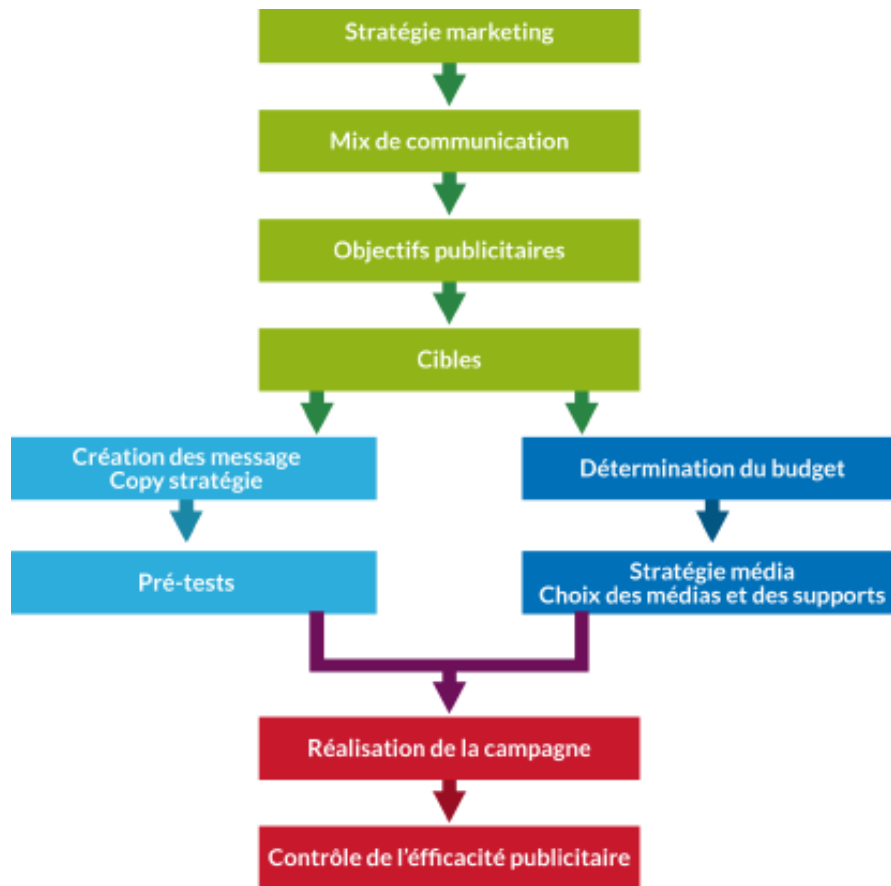 Stratégie marketing
Mix de communication
Objectifs publicitaires
Cibles
Création des message
Copy stratégie
Détermination du budget
Pré-tests
Stratégie média
Choix des médias et des supports
Réalisation de la campagne
Contrôle de l'éfficacité publicitaire